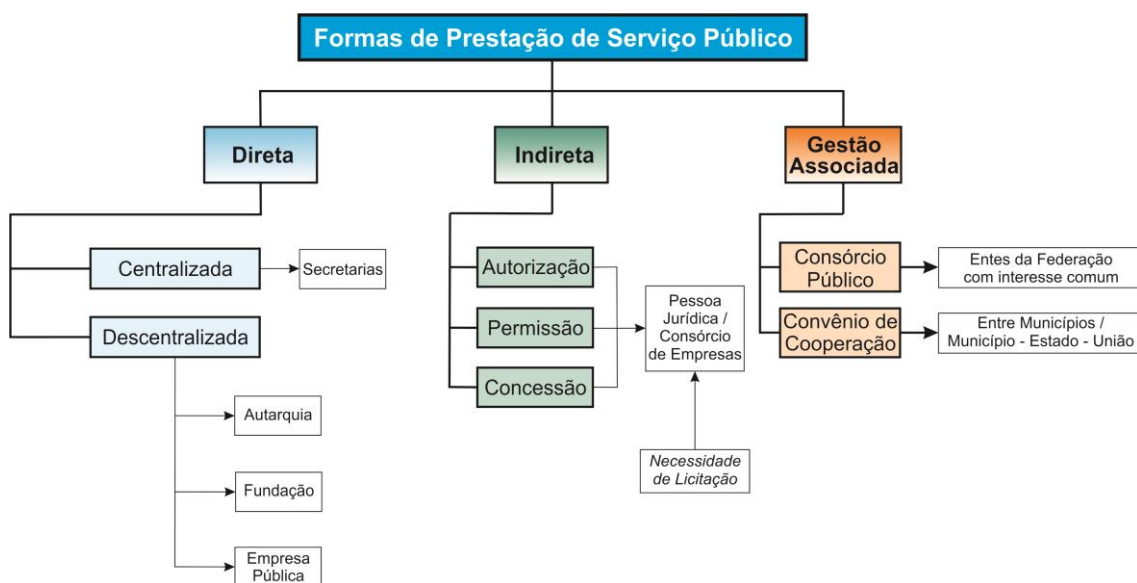 Formas de Prestação de Serviço Público
Direta
Centralizada
Secretarias
Descentralizada
Autarquia
Fundação
Empresa
Pública
Indireta
Autorização
Permissão
Concessão
Pessoa
Jurídica /
Consórcio
de Empresas
Necessidade
de Licitação
Gestão
Associada
Consórcio
Público
Entes da Federação
com interesse comum
Convênio de
Cooperação
Entre Municípios /
Município - Estado - União